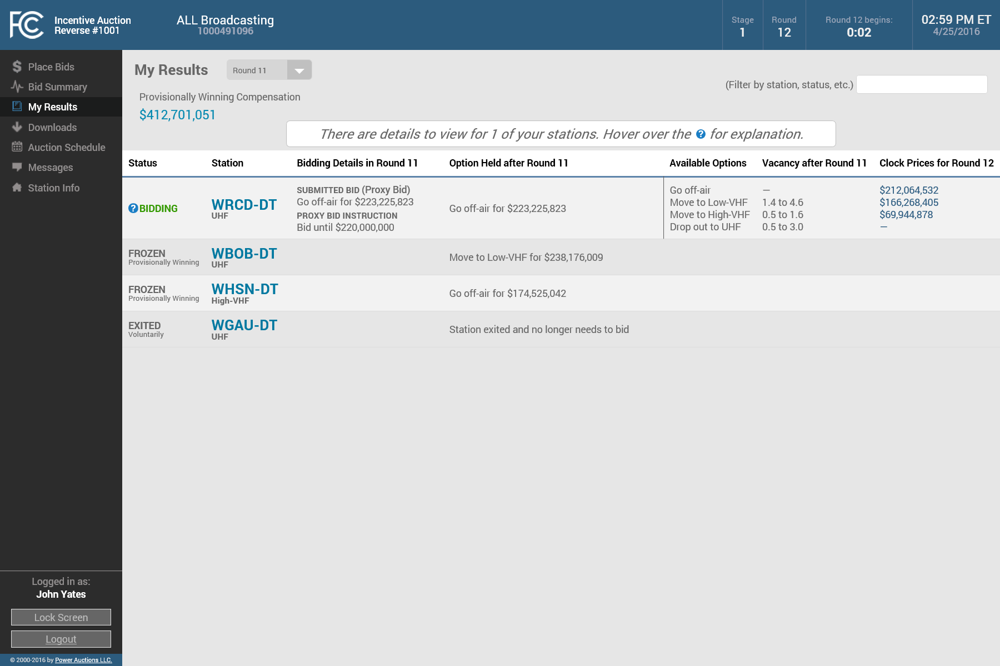 FCC
Incentive Auction
Reverse #1001
ALL Broadcasting
1000491096
Stage
1
Round
12
Round 12 begins:
0:02
02:59 PM ET
4/25/2016
Place Bids
Bid Summary
My Results
Downloads
Auction Schedule
Messages
Station Info
Logged in as:
John Yates
Lock Screen
Logout
© 2000-2016 by Power Auctions LLC.
My Results
Round 11
(Filter by station, status, etc.)
Provisionally Winning Compensation
$412,701,051
There are details to view for 1 of your stations. Hover over the ? for explanation.
Status Station Bidding Details in Round 11 Option Held after Round 11 Available Options Vacancy after Round 11 Clock Prices for Round 12
? BIDDING
WRCD-DT
UHF
SUBMITTED BID (Proxy Bid)
Go off-air for $223,225,823
PROXY BID INSTRUCTION
Bid until $220,000,000
Go off-air for $223,225,823
Go off-air — $212,064,532
Move to Low-VHF 1.4 to 4.6 $166,268,405
Move to High-VHF 0.5 to 1.6 $69,944,878
Drop out to UHF 0.5 to 3.0 —
FROZEN
Provisionally Winning
WBOB-DT
UHF
Move to Low-VHF for $238,176,009
FROZEN
Provisionally Winning
WHSN-DT
High-VHF
Go off-air for $174,525,042
EXITED
Voluntarily
WGAU-DT
UHF
Station exited and no longer needs to bid